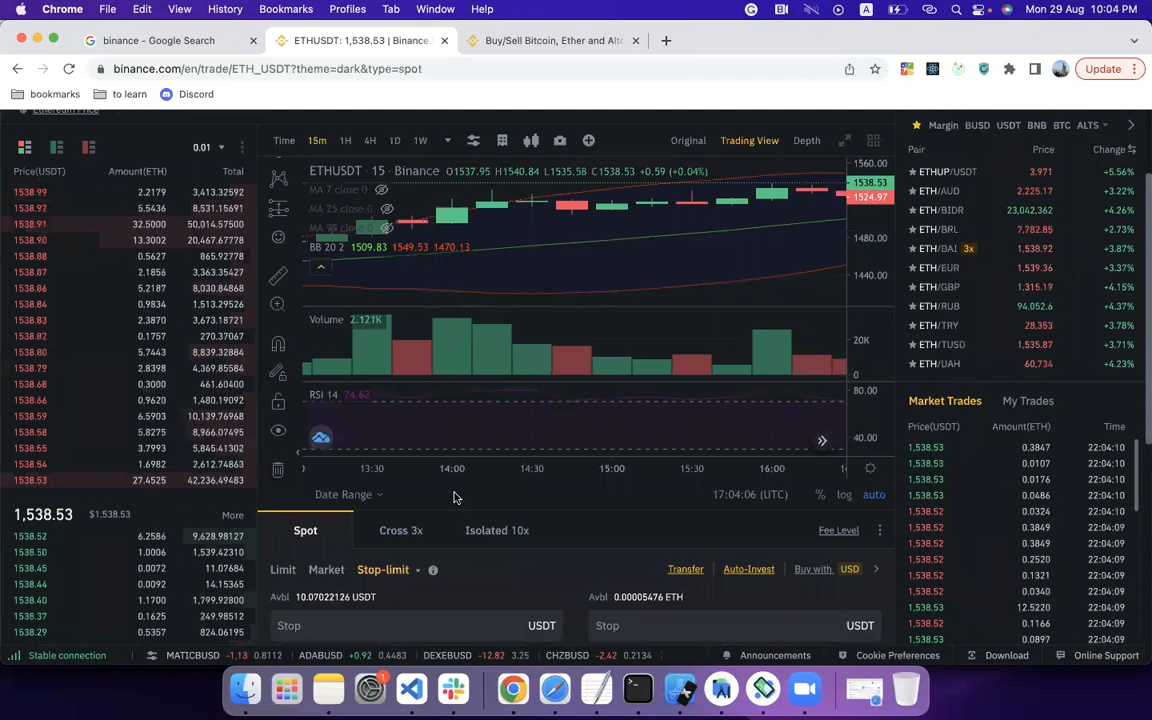 Chrome File Edit View History Bookmarks Profiles Tab Window Help
A Mon 29 Aug 10:04 PM
binance - Google Search
ETHUSDT: 1,538.53 | Binance
Buy/Sell Bitcoin, Ether and Alt
binance.com/en/trade/ETH_USDT?theme=dark&type=spot
Update
bookmarks to learn Discord
Ethereum Price
0.01
Price(USDT) Amount(ETH) Total
1538.99 2.2179 3,413.32592
1538.97 5.5436 8,531.15691
1538.91 32.5000 50,014.57500
1538.90 13.3002 20,467.67778
1538.88 0.5627 865.92778
1538.87 2.1856 3,363.35427
1538.86 5.2187 8,030.84868
1538.84 0.9834 1,513.29526
1538.83 2.3870 3,673.18721
1538.82 0.1757 270.37067
1538.80 5.7443 8,839.32884
1538.79 2.8398 4,369.85584
1538.68 0.3000 461.60400
1538.66 0.9620 1,480.19092
1538.59 6.5903 10,139.76968
1538.58 5.8275 8,966.07495
1538.55 3.7993 5,845.41302
1538.54 1.6982 2,612.74863
1538.53 27.4525 42,236.49483
1,538.53 $1,538.53 More
1538.52 6.2586 9,628.98127
1538.50 1.0006 1,539.42310
1538.45 0.0072 11.07684
1538.44 0.0092 14.15365
1538.40 1.1700 1,799.92800
1538.37 0.1625 249.98512
1538.29 0.5357 824.06195
Time 15m 1H 4H 1D 1W
Original Trading View Depth
ETHUSDT · 15 · Binance O1537.95 H1540.84 L1535.58 C1538.53 +0.59 (+0.04%)
MA 7 close 0
MA 25 close 0
MA 99 close 0
BB 20 2 1509.83 1549.53 1470.13
1560.00
1538.53
1524.97
1480.00
1440.00
Volume 2.121K
20K
0
RSI 14 74.62
80.00
40.00
13:30 14:00 14:30 15:00 15:30 16:00
Date Range
17:04:06 (UTC) % log auto
Spot Cross 3x Isolated 10x
Fee Level
Limit Market Stop-limit
Transfer Auto-Invest Buy with USD
Avbl 10.07022126 USDT
Avbl 0.00005476 ETH
Stop USDT
Stop USDT
Margin BUSD USDT BNB BTC ALTS
Pair Price Change
ETHUP/USDT 3.971 +5.56%
ETH/AUD 2,225.17 +3.22%
ETH/BIDR 23,042,362 +4.26%
ETH/BRL 7,782.85 +2.73%
ETH/DAI 3x 1,538.92 +3.87%
ETH/EUR 1,539.36 +3.37%
ETH/GBP 1,315.19 +4.15%
ETH/RUB 94,052.6 +4.37%
ETH/TRY 28,353 +3.78%
ETH/TUSD 1,535.87 +3.71%
ETH/UAH 60,734 +4.23%
Market Trades My Trades
Price(USDT) Amount(ETH) Time
1,538.53 0.3847 22:04:10
1,538.53 0.0107 22:04:10
1,538.53 0.0176 22:04:10
1,538.53 0.0486 22:04:10
1,538.52 0.0324 22:04:10
1,538.52 0.3849 22:04:10
1,538.52 0.3849 22:04:10
1,538.52 0.2520 22:04:10
1,538.52 0.1321 22:04:10
1,538.52 0.0340 22:04:10
1,538.53 12.5220 22:04:10
1,538.52 0.1166 22:04:10
1,538.53 0.0897 22:04:10
Stable connection
MATICBUSD -1.13 0.8112 ADABUSD +0.92 0.4483 DEXEBUSD -12.82 3.25 CHZBUSD -2.42 0.2134
Announcements Cookie Preferences Download Online Support
1